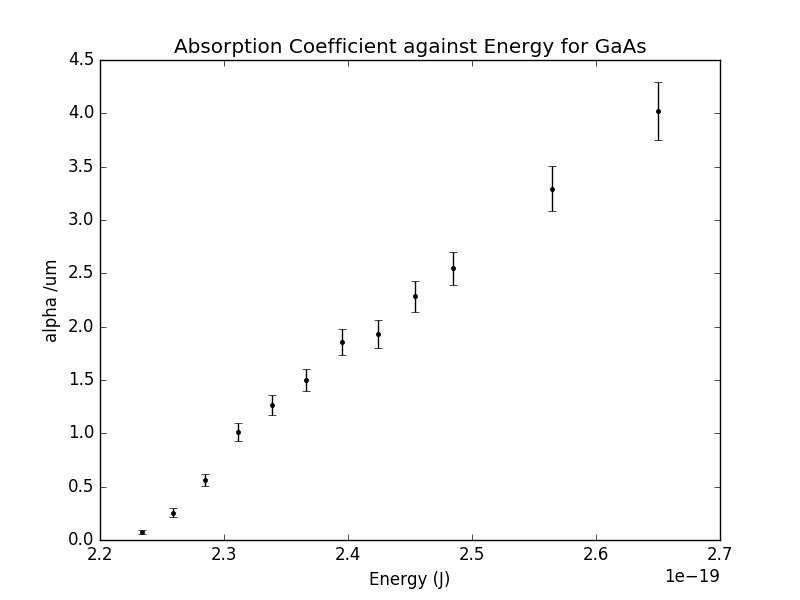 Absorption Coefficient against Energy for GaAs
4.5
4.0
3.5
3.0
2.5
2.0
1.5
1.0
0.5
0.0
alpha /um
2.2 2.3 2.4 2.5 2.6 2.7
1e−19
Energy (J)